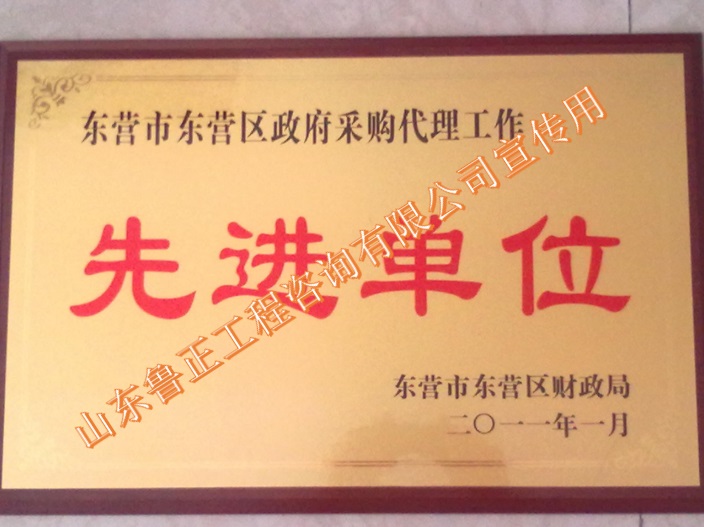 东营市东营区政府采购代理工作
先进单位
东营市东营区财政局
二〇一一年一月
山东鲁正工程咨询有限公司宣传用